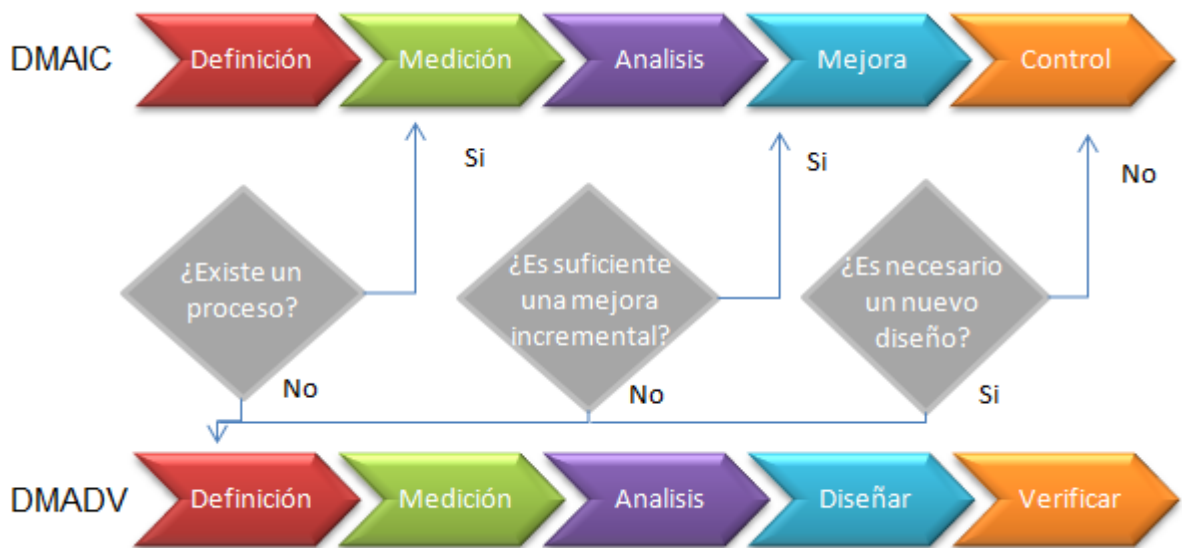 DMAIC
Definición
Medición
Analisis
Mejora
Control
Si
Si
No
¿Existe un
proceso?
¿Es suficiente
una mejora
incremental?
¿Es necesario
un nuevo
diseño?
No
No
Si
DMADV
Definición
Medición
Analisis
Diseñar
Verificar